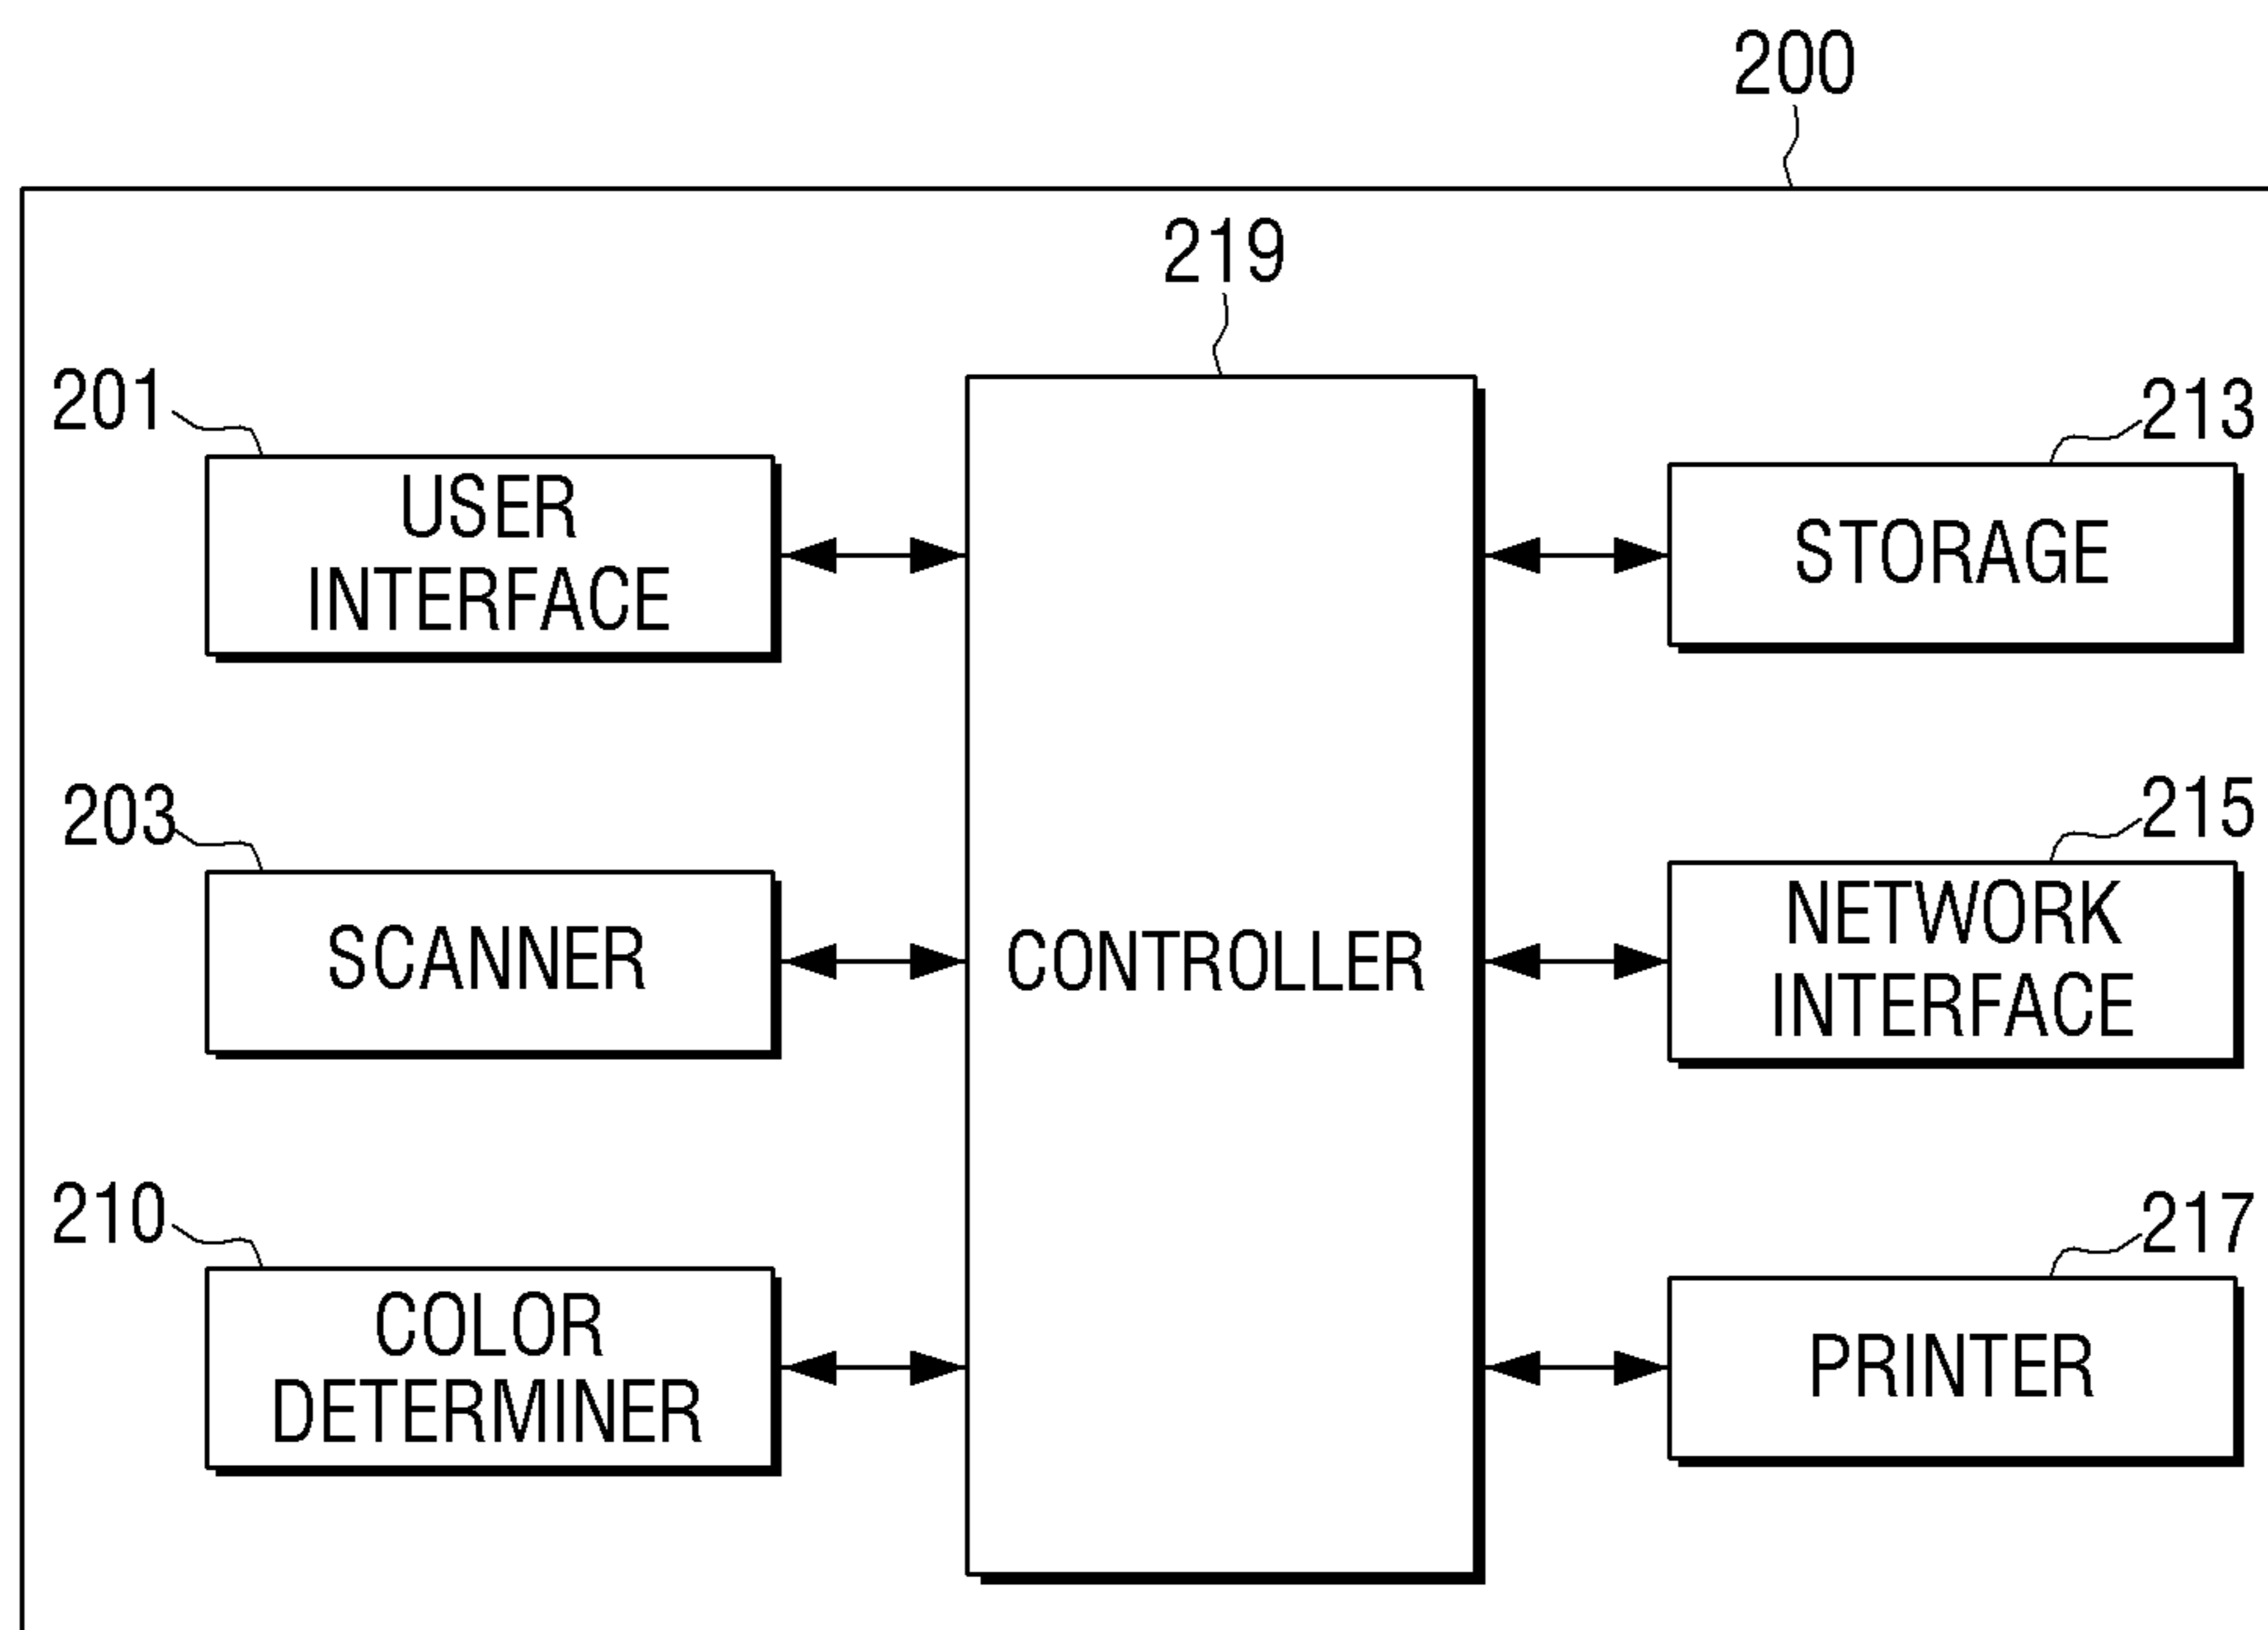 200
219
201
USER
INTERFACE
213
STORAGE
203
SCANNER
CONTROLLER
215
NETWORK
INTERFACE
210
COLOR
DETERMINER
217
PRINTER